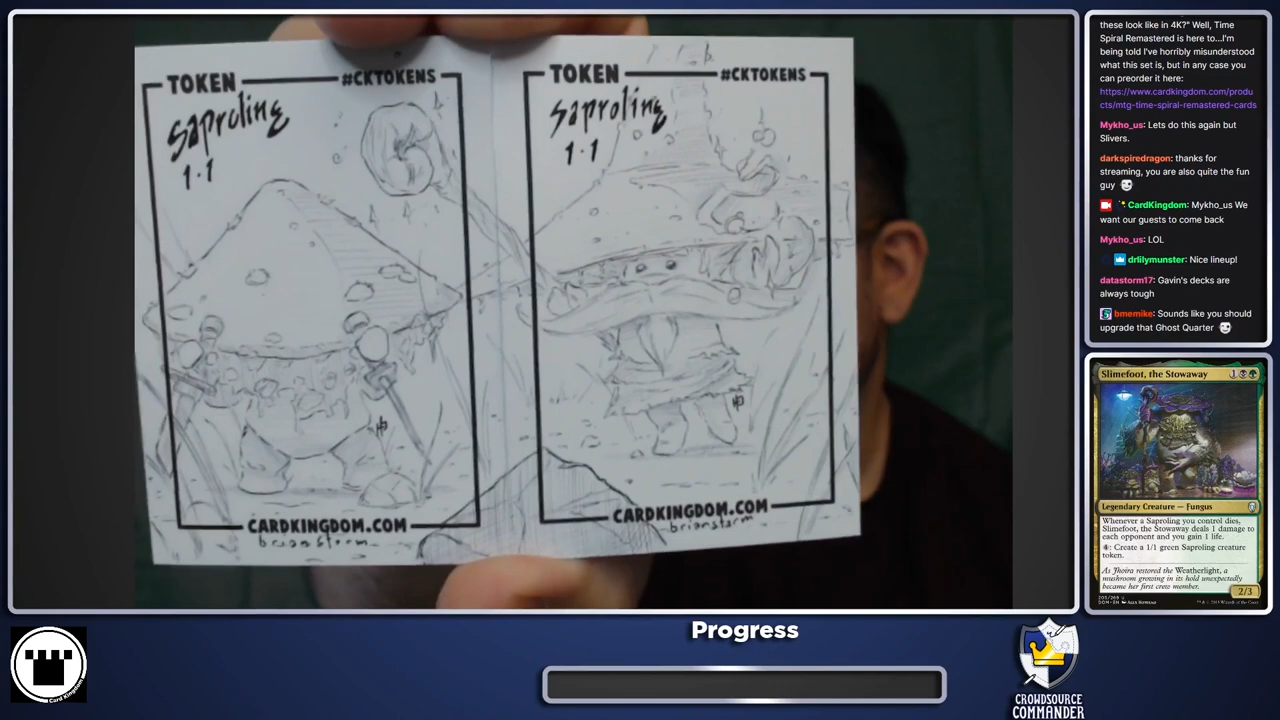 TOKEN #CKTOKENS
Saproling
1·1
CARDKINGDOM.COM
brianstorm
TOKEN #CKTOKENS
Saproling
1·1
CARDKINGDOM.COM
brianstorm
these look like in 4K?" Well, Time
Spiral Remastered is here to...I'm
being told I've horribly misunderstood
what this set is, but in any case you
can preorder it here:
https://www.cardkingdom.com/produ
cts/mtg-time-spiral-remastered-cards
Mykho_us: Lets do this again but
Slivers.
darkspiredragon: thanks for
streaming, you are also quite the fun
guy
CardKingdom: Mykho_us We
want our guests to come back
Mykho_us: LOL
drlilymunster: Nice lineup!
datastorm17: Gavin's decks are
always tough
bmemike: Sounds like you should
upgrade that Ghost Quarter
Slimefoot, the Stowaway 1
Legendary Creature — Fungus
Whenever a Saproling you control dies,
Slimefoot, the Stowaway deals 1 damage to
each opponent and you gain 1 life.
4: Create a 1/1 green Saproling creature
token.
As Jhoira restored the Weatherlight, a
mushroom growing in its hold unexpectedly
became her first crew member.
2/3
Progress
Card Kingdom
CROWDSOURCE
COMMANDER